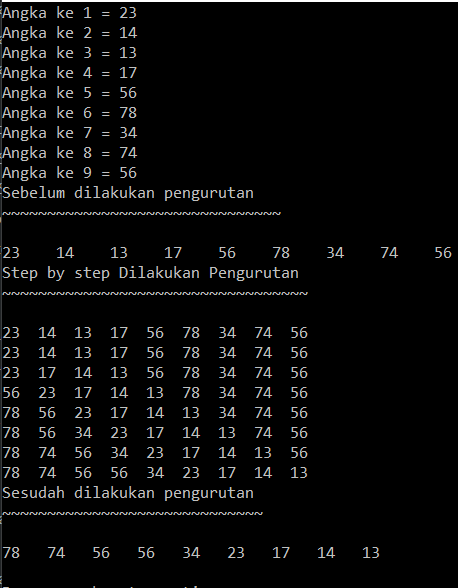 Angka ke 1 = 23
Angka ke 2 = 14
Angka ke 3 = 13
Angka ke 4 = 17
Angka ke 5 = 56
Angka ke 6 = 78
Angka ke 7 = 34
Angka ke 8 = 74
Angka ke 9 = 56
Sebelum dilakukan pengurutan
~~~~~~~~~~~~~~~~~~~~~~~~~~~~~~~
23 14 13 17 56 78 34 74 56
Step by step Dilakukan Pengurutan
~~~~~~~~~~~~~~~~~~~~~~~~~~~~~~~~~~
23 14 13 17 56 78 34 74 56
23 14 13 17 56 78 34 74 56
23 17 14 13 56 78 34 74 56
56 23 17 14 13 78 34 74 56
78 56 23 17 14 13 34 74 56
78 56 34 23 17 14 13 74 56
78 74 56 34 23 17 14 13 56
78 74 56 56 34 23 17 14 13
Sesudah dilakukan pengurutan
~~~~~~~~~~~~~~~~~~~~~~~~~~~~~
78 74 56 56 34 23 17 14 13